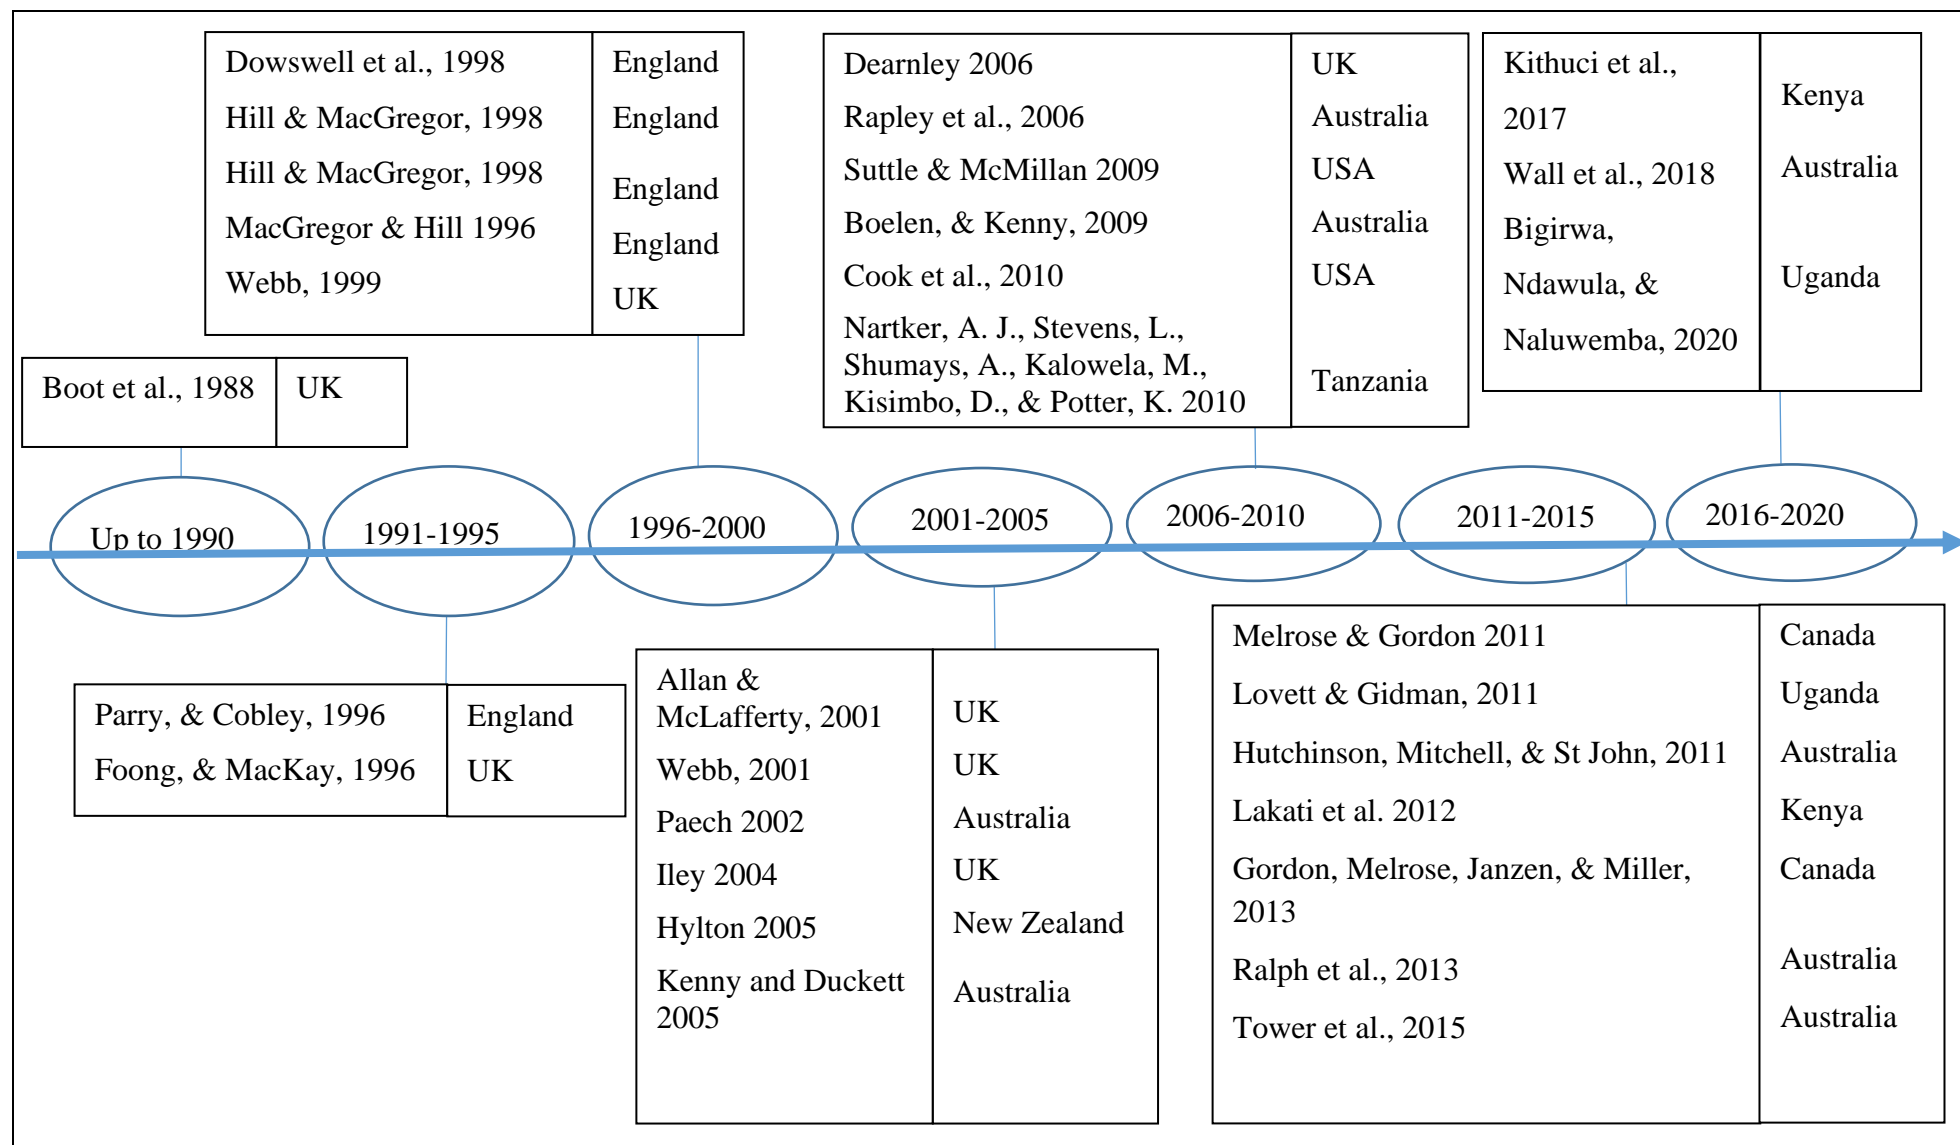 Dowswell et al., 1998
Hill & MacGregor, 1998
Hill & MacGregor, 1998
MacGregor & Hill 1996
Webb, 1999
England
England
England
England
UK
Dearnley 2006
Rapley et al., 2006
Suttle & McMillan 2009
Boelen, & Kenny, 2009
Cook et al., 2010
Nartker, A. J., Stevens, L.,
Shumays, A., Kalowela, M.,
Kisimbo, D., & Potter, K. 2010
UK
Australia
USA
Australia
USA
Tanzania
Kithuci et al.,
2017
Wall et al., 2018
Bigirwa,
Ndawula, &
Naluwemba, 2020
Kenya
Australia
Uganda
Boot et al., 1988
UK
Up to 1990
1991-1995
1996-2000
2001-2005
2006-2010
2011-2015
2016-2020
Parry, & Cobley, 1996
Foong, & MacKay, 1996
England
UK
Allan &
McLafferty, 2001
Webb, 2001
Paech 2002
Iley 2004
Hylton 2005
Kenny and Duckett
2005
UK
UK
Australia
UK
New Zealand
Australia
Melrose & Gordon 2011
Lovett & Gidman, 2011
Hutchinson, Mitchell, & St John, 2011
Lakati et al. 2012
Gordon, Melrose, Janzen, & Miller,
2013
Ralph et al., 2013
Tower et al., 2015
Canada
Uganda
Australia
Kenya
Canada
Australia
Australia